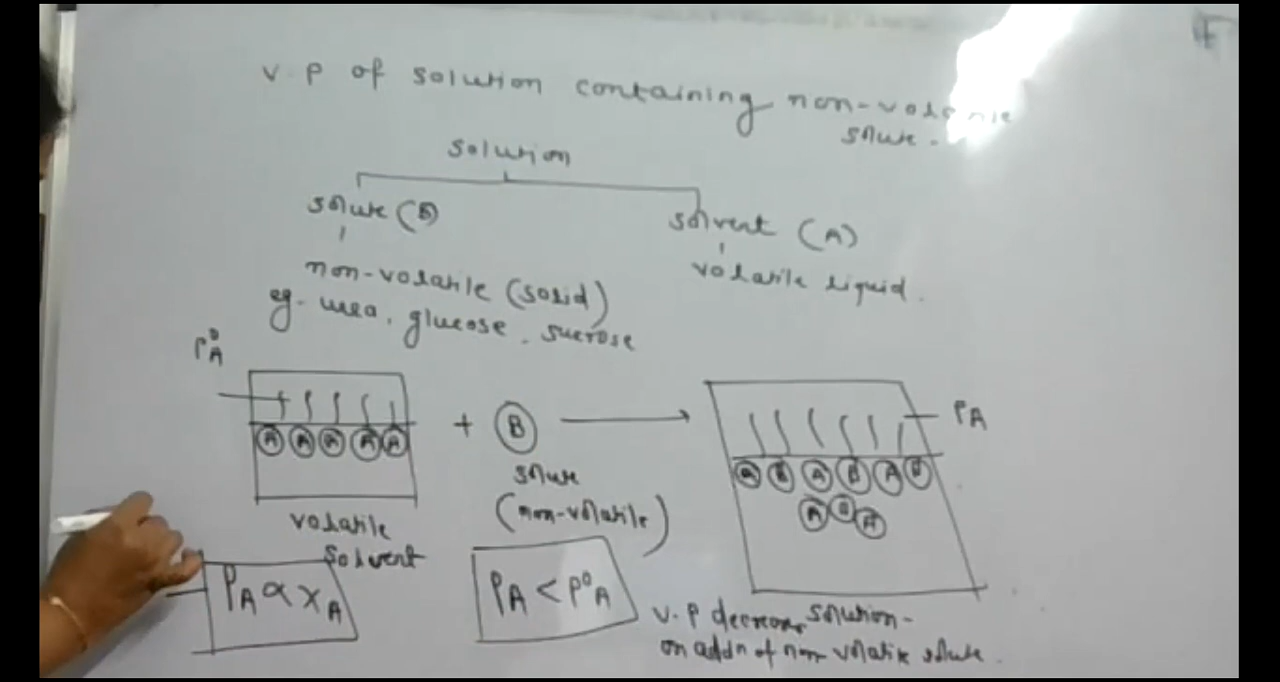 V.P of solution containing non-volatile
solute.
solution
solute (B)
solvent (A)
non-volatile (solid)
volatile liquid.
eg- urea, glucose, sucrose
P°A
A A A A A
+ B
PA
A B A B A B
A B A
solute
(non-volatile)
volatile
solvent
PA ∝ XA
PA < P°A
solution-
V.P decreases
on addn of non volatile solute.